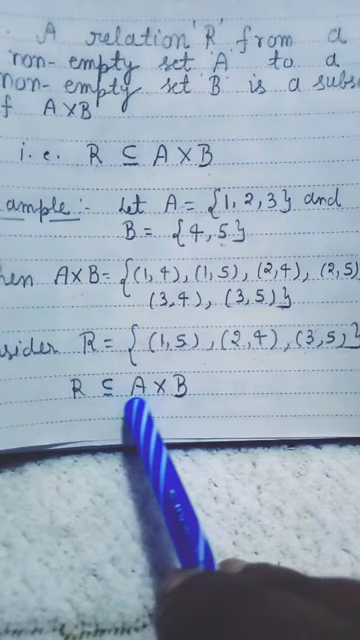 A relation 'R' from a
non-empty set 'A' to a
non-empty set 'B' is a subs
f A×B
i.e. R ⊆ A×B
ample:- Let A = {1, 2, 3} and
B = {4, 5}
hen A×B = {(1, 4), (1, 5), (2, 4), (2, 5)
(3, 4), (3, 5)}
sider R = {(1, 5), (2, 4), (3, 5)}
R ⊆ A×B